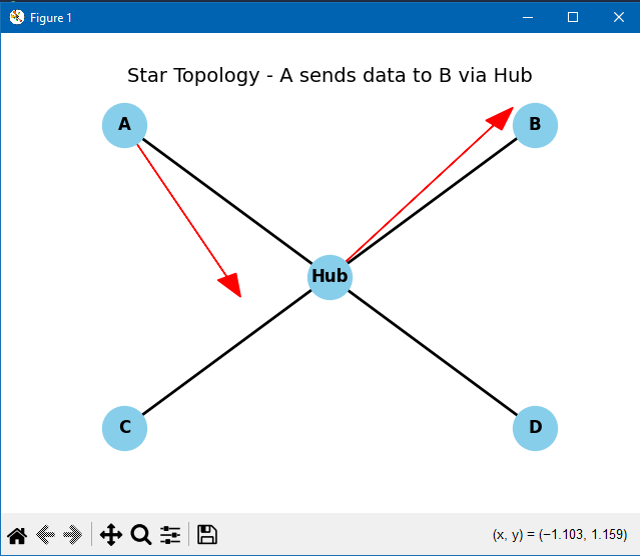 Figure 1
Star Topology - A sends data to B via Hub
A
B
Hub
C
D
(x, y) = (−1.103, 1.159)